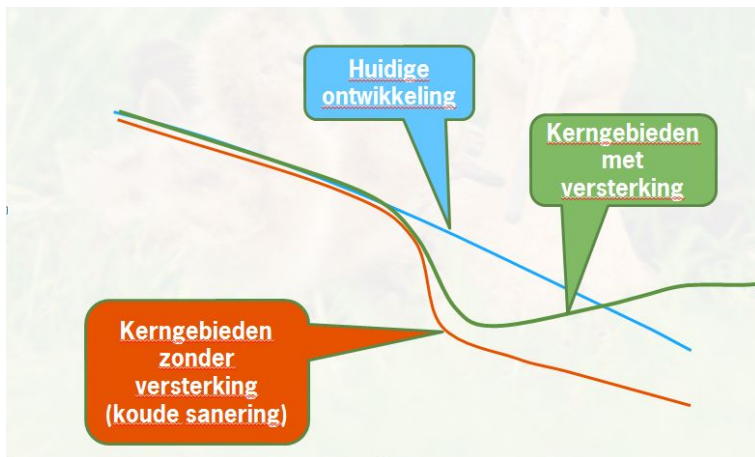 Huidige
ontwikkeling
Kerngebieden
met
versterking
Kerngebieden
zonder
versterking
(koude sanering)